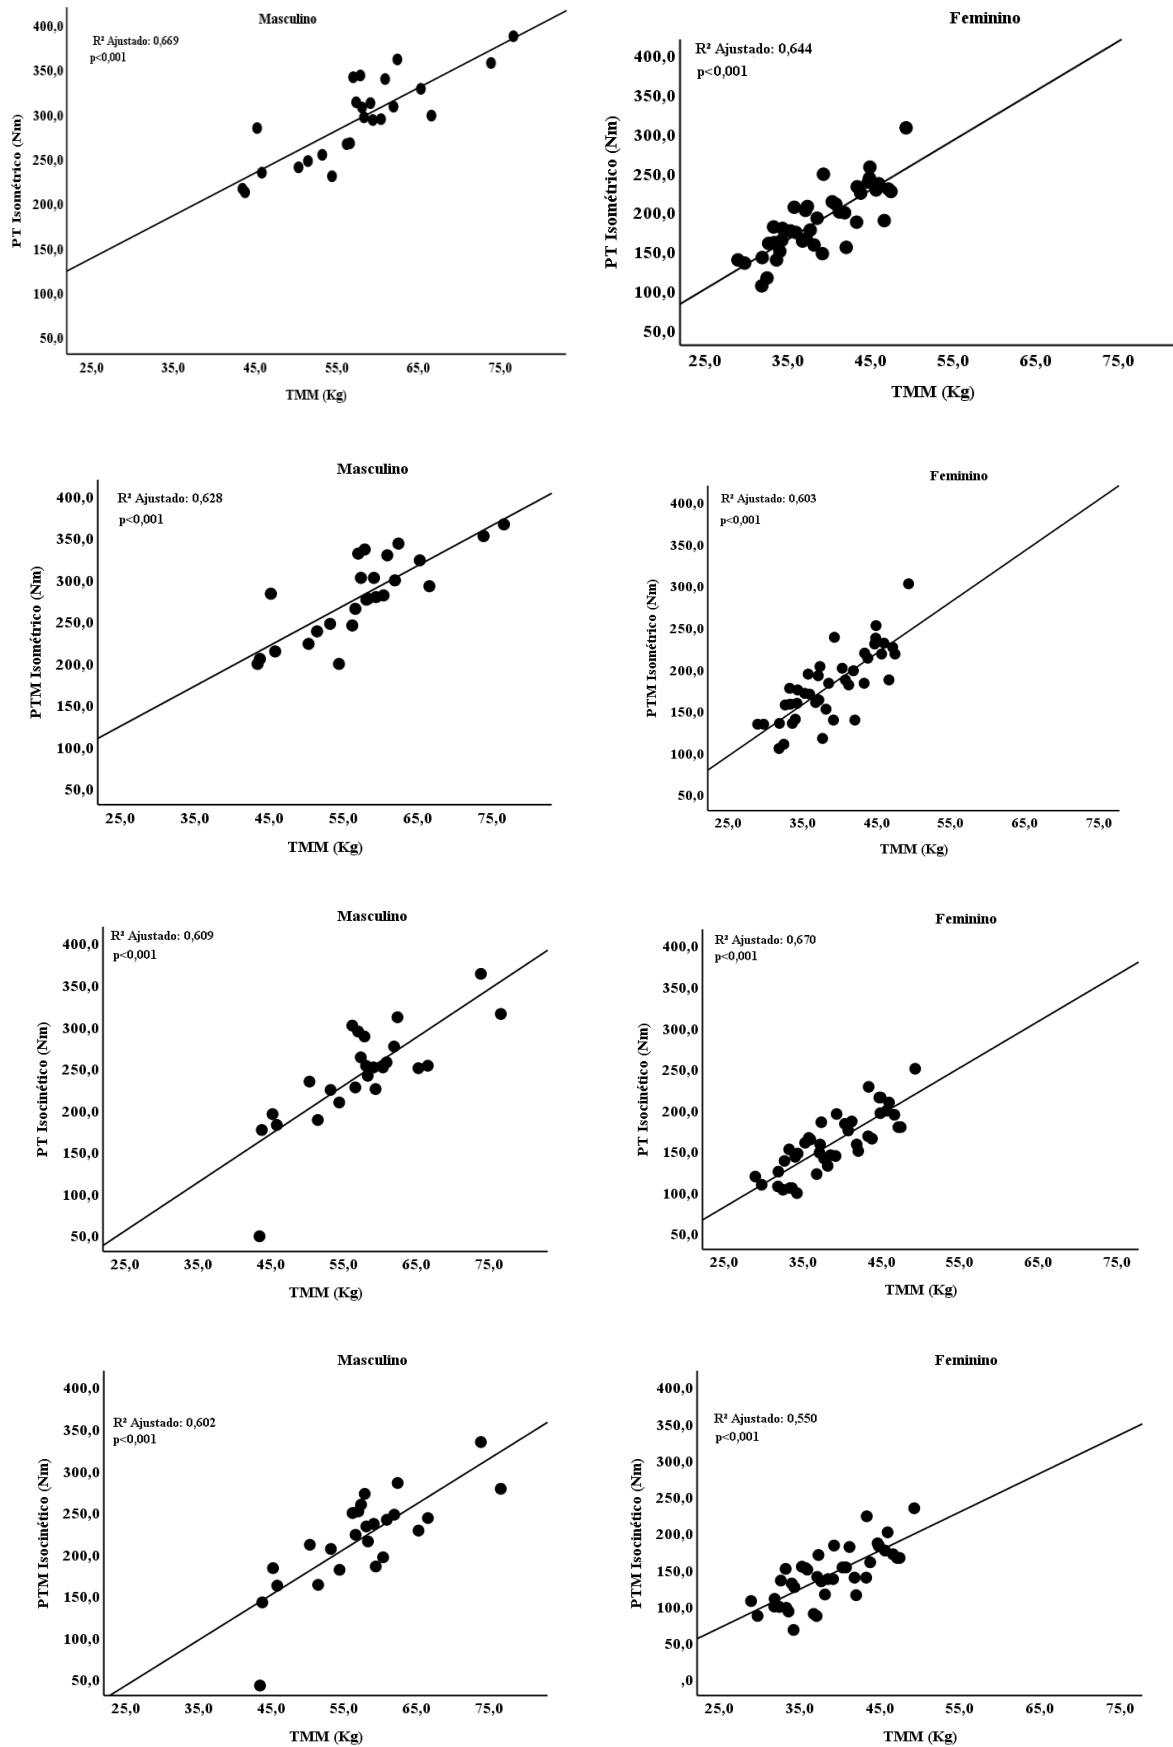 Masculino
R² Ajustado: 0,669
p<0,001
PT Isométrico (Nm)
400,0
350,0
300,0
250,0
200,0
150,0
100,0
50,0
25,0 35,0 45,0 55,0 65,0 75,0
TMM (Kg)
Feminino
R² Ajustado: 0,644
p<0,001
PT Isométrico (Nm)
400,0
350,0
300,0
250,0
200,0
150,0
100,0
50,0
25,0 35,0 45,0 55,0 65,0 75,0
TMM (Kg)
Masculino
R² Ajustado: 0,628
p<0,001
PTM Isométrico (Nm)
400,0
350,0
300,0
250,0
200,0
150,0
100,0
50,0
25,0 35,0 45,0 55,0 65,0 75,0
TMM (Kg)
Feminino
R² Ajustado: 0,603
p<0,001
PTM Isométrico (Nm)
400,0
350,0
300,0
250,0
200,0
150,0
100,0
50,0
25,0 35,0 45,0 55,0 65,0 75,0
TMM (Kg)
Masculino
R² Ajustado: 0,609
p<0,001
PT Isocinético (Nm)
400,0
350,0
300,0
250,0
200,0
150,0
100,0
50,0
25,0 35,0 45,0 55,0 65,0 75,0
TMM (Kg)
Feminino
R² Ajustado: 0,670
p<0,001
PT Isocinético (Nm)
400,0
350,0
300,0
250,0
200,0
150,0
100,0
50,0
25,0 35,0 45,0 55,0 65,0 75,0
TMM (Kg)
Masculino
R² Ajustado: 0,602
p<0,001
PTM Isocinético (Nm)
400,0
350,0
300,0
250,0
200,0
150,0
100,0
50,0
25,0 35,0 45,0 55,0 65,0 75,0
TMM (Kg)
Feminino
R² Ajustado: 0,550
p<0,001
PTM Isocinético (Nm)
400,0
350,0
300,0
250,0
200,0
150,0
100,0
50,0
,0
25,0 35,0 45,0 55,0 65,0 75,0
TMM (Kg)